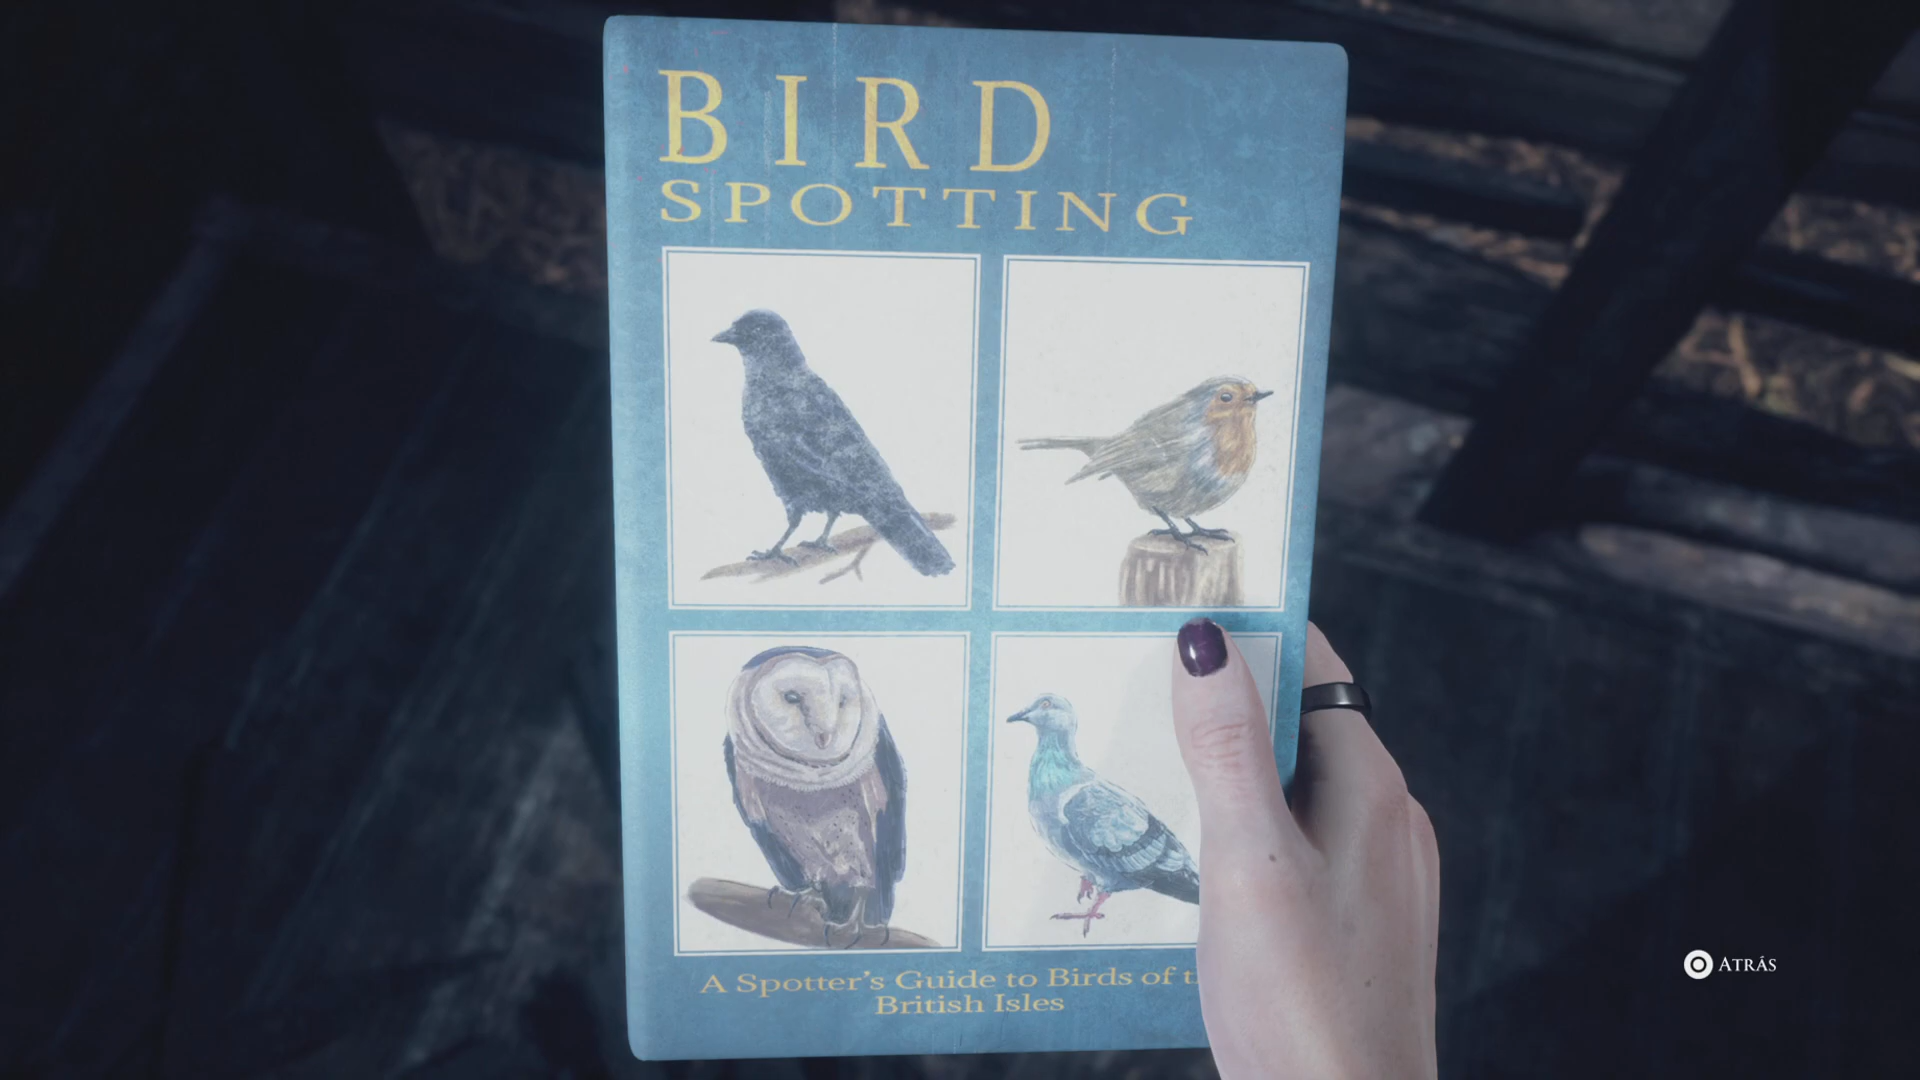 BIRD
SPOTTING
A Spotter's Guide to Birds of
British Isles
ATRÁS